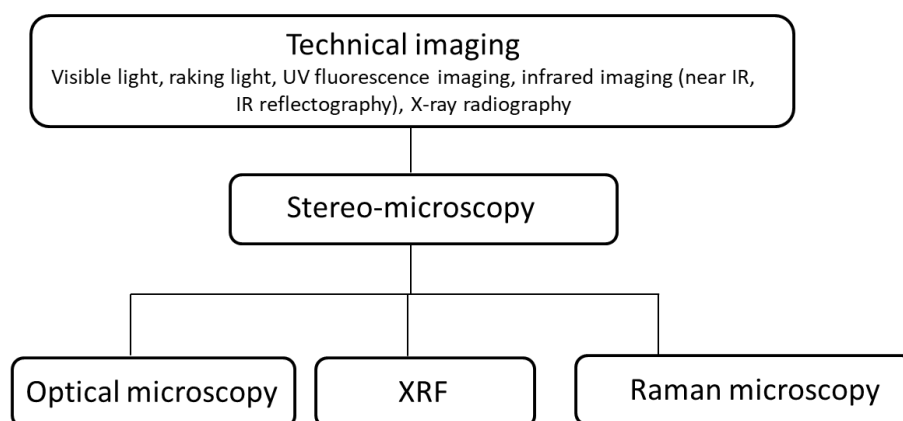 Technical imaging
Visible light, raking light, UV fluorescence imaging, infrared imaging (near IR,
IR reflectography), X-ray radiography
Stereo-microscopy
Optical microscopy
XRF
Raman microscopy